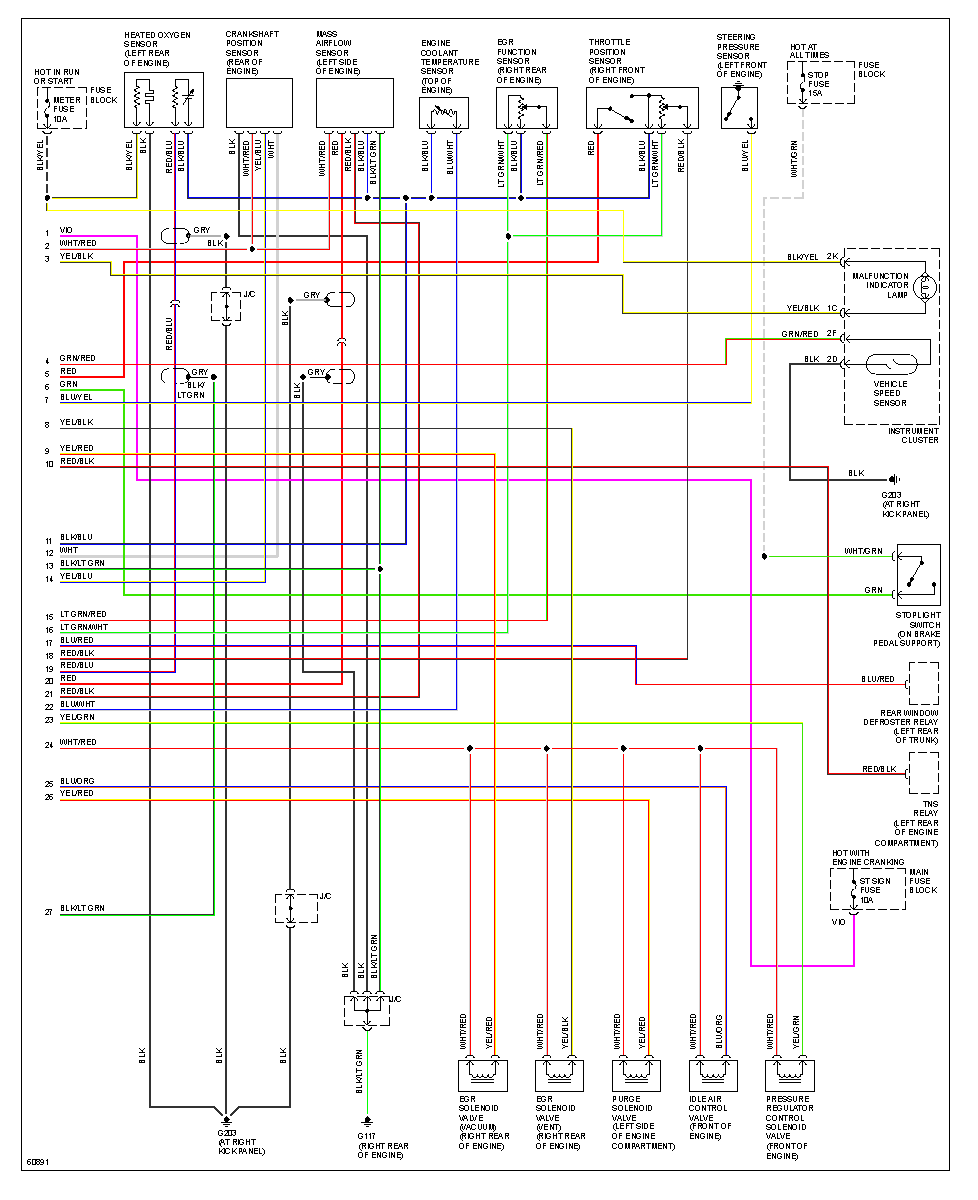 HEATED OXYGEN
SENSOR
(LEFT REAR
OF ENGINE)
CRANKSHAFT
POSITION
SENSOR
(REAR OF
ENGINE)
MASS
AIRFLOW
SENSOR
(LEFT SIDE
OF ENGINE)
ENGINE
COOLANT
TEMPERATURE
SENSOR
(TOP OF
ENGINE)
EGR
FUNCTION
SENSOR
(RIGHT REAR
OF ENGINE)
THROTTLE
POSITION
SENSOR
(RIGHT FRONT
OF ENGINE)
STEERING
PRESSURE
SENSOR
(LEFT FRONT
OF ENGINE)
HOT AT
ALL TIMES
STOP
FUSE
15A
FUSE
BLOCK
HOT IN RUN
OR START
METER
FUSE
10A
FUSE
BLOCK
BLK/YEL
BLK/YEL
BLK
RED/BLU
BLK/BLU
BLK
WHT/RED
YEL/BLU
WHT
WHT/RED
RED
RED/BLK
BLK/BLU
BLK/LT GRN
BLK/BLU
BLU/WHT
LT GRN/WHT
BLK/BLU
LT GRN/RED
RED
BLK/BLU
LT GRN/WHT
RED/BLK
BLU/YEL
WHT/GRN
1 VIO
2 WHT/RED
3 YEL/BLK
GRY
BLK
J/C
GRY
BLK
RED/BLU
GRY
BLK/
LT GRN
GRY
BLK
BLK/YEL 2K
MALFUNCTION
INDICATOR
LAMP
YEL/BLK 1C
GRN/RED 2F
BLK 2D
VEHICLE
SPEED
SENSOR
INSTRUMENT
CLUSTER
4 GRN/RED
5 RED
6 GRN
7 BLU/YEL
8 YEL/BLK
9 YEL/RED
10 RED/BLK
BLK
G203
(AT RIGHT
KICK PANEL)
11 BLK/BLU
12 WHT
13 BLK/LT GRN
14 YEL/BLU
WHT/GRN
GRN
STOPLIGHT
SWITCH
(ON BRAKE
PEDAL SUPPORT)
15 LT GRN/RED
16 LT GRN/WHT
17 BLU/RED
18 RED/BLK
19 RED/BLU
20 RED
21 RED/BLK
22 BLU/WHT
23 YEL/GRN
24 WHT/RED
25 BLU/ORG
26 YEL/RED
27 BLK/LT GRN
BLU/RED
REAR WINDOW
DEFROSTER RELAY
(LEFT REAR
OF TRUNK)
RED/BLK
TNS
RELAY
(LEFT REAR
OF ENGINE
COMPARTMENT)
HOT WITH
ENGINE CRANKING
ST SIGN
FUSE
10A
MAIN
FUSE
BLOCK
VIO
J/C
BLK
BLK
BLK/LT GRN
J/C
BLK
BLK
BLK
BLK/LT GRN
G203
(AT RIGHT
KICK PANEL)
G117
(RIGHT REAR
OF ENGINE)
WHT/RED
YEL/RED
WHT/RED
YEL/BLK
WHT/RED
YEL/RED
WHT/RED
BLU/ORG
WHT/RED
YEL/GRN
EGR
SOLENOID
VALVE
(VACUUM)
(RIGHT REAR
OF ENGINE)
EGR
SOLENOID
VALVE
(VENT)
(RIGHT REAR
OF ENGINE)
PURGE
SOLENOID
VALVE
(LEFT SIDE
OF ENGINE
COMPARTMENT)
IDLE AIR
CONTROL
VALVE
(FRONT OF
ENGINE)
PRESSURE
REGULATOR
CONTROL
SOLENOID
VALVE
(FRONT OF
ENGINE)
60891